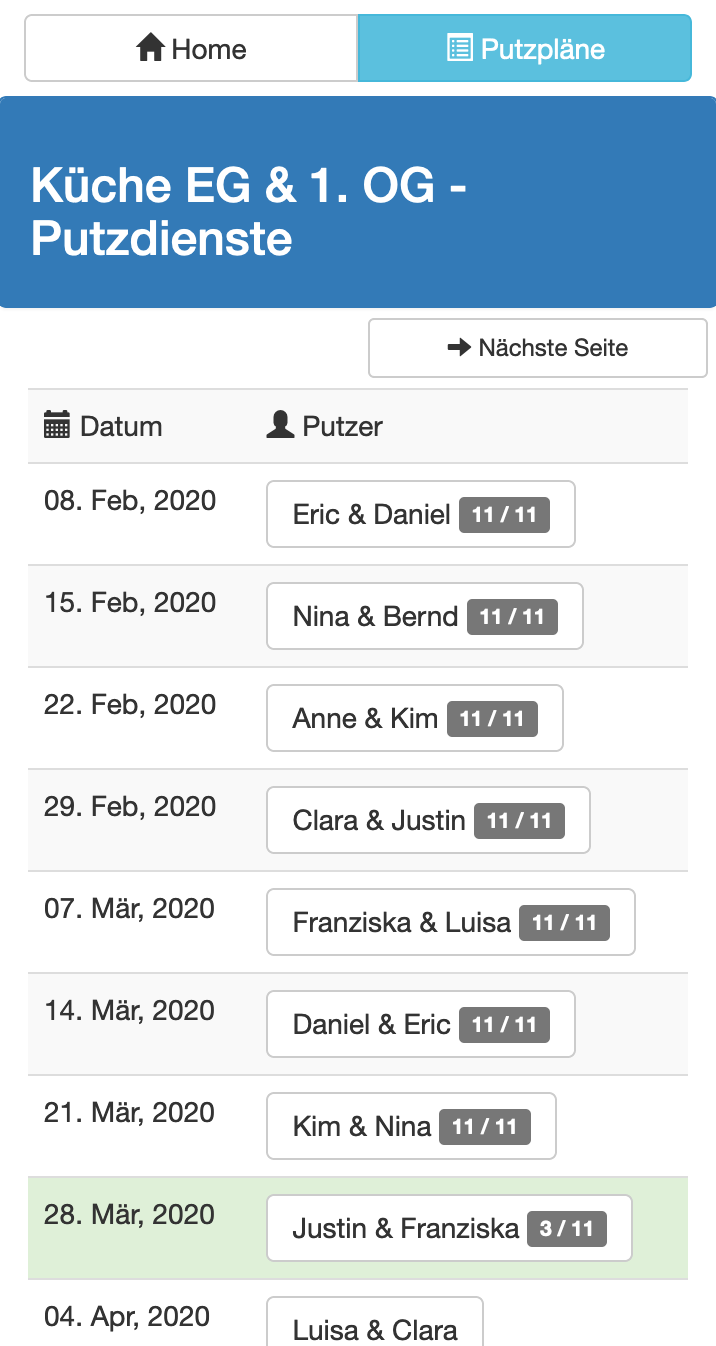 Home Putzpläne
Küche EG & 1. OG -
Putzdienste
Nächste Seite
Datum Putzer
08. Feb, 2020 Eric & Daniel 11 / 11
15. Feb, 2020 Nina & Bernd 11 / 11
22. Feb, 2020 Anne & Kim 11 / 11
29. Feb, 2020 Clara & Justin 11 / 11
07. Mär, 2020 Franziska & Luisa 11 / 11
14. Mär, 2020 Daniel & Eric 11 / 11
21. Mär, 2020 Kim & Nina 11 / 11
28. Mär, 2020 Justin & Franziska 3 / 11
04. Apr, 2020 Luisa & Clara